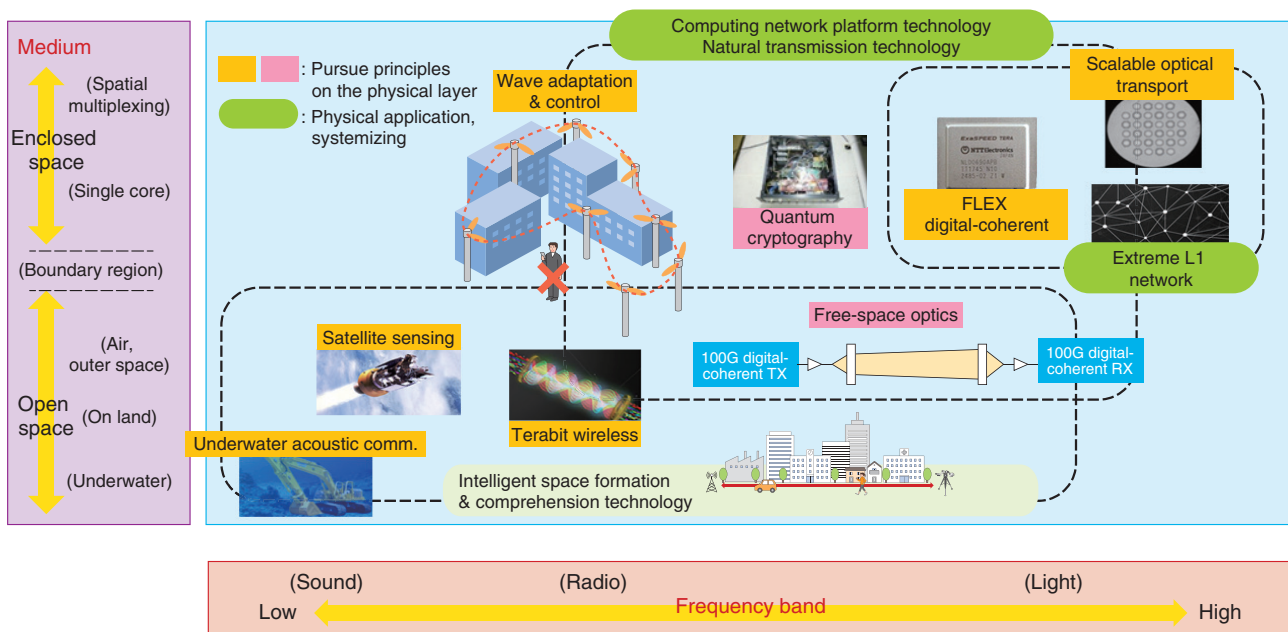 Medium
(Spatial
multiplexing)
Enclosed
space
(Single core)
(Boundary region)
(Air,
outer space)
Open
space
(On land)
(Underwater)
: Pursue principles
on the physical layer
: Physical application,
systemizing
Computing network platform technology
Natural transmission technology
Wave adaptation
& control
Scalable optical
transport
NTT Electronics
Quantum
cryptography
FLEX
digital-coherent
Extreme L1
network
Satellite sensing
Free-space optics
100G digital-
coherent TX
100G digital-
coherent RX
Terabit wireless
Underwater acoustic comm.
Intelligent space formation
& comprehension technology
(Sound)
(Radio)
(Light)
Low
Frequency band
High